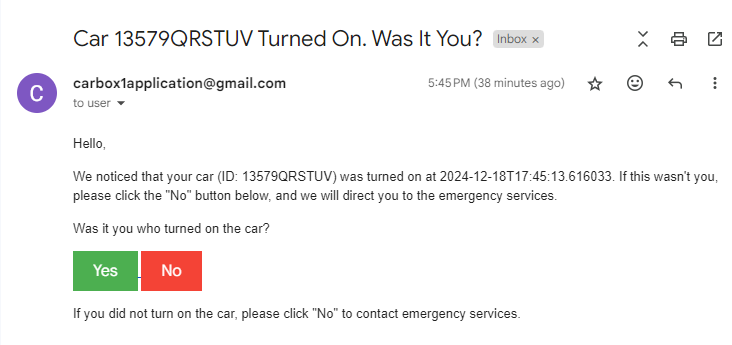 Car 13579QRSTUV Turned On. Was It You? Inbox ×
C
carbox1application@gmail.com 5:45 PM (38 minutes ago)
to user
Hello,
We noticed that your car (ID: 13579QRSTUV) was turned on at 2024-12-18T17:45:13.616033. If this wasn't you,
please click the "No" button below, and we will direct you to the emergency services.
Was it you who turned on the car?
Yes No
If you did not turn on the car, please click "No" to contact emergency services.